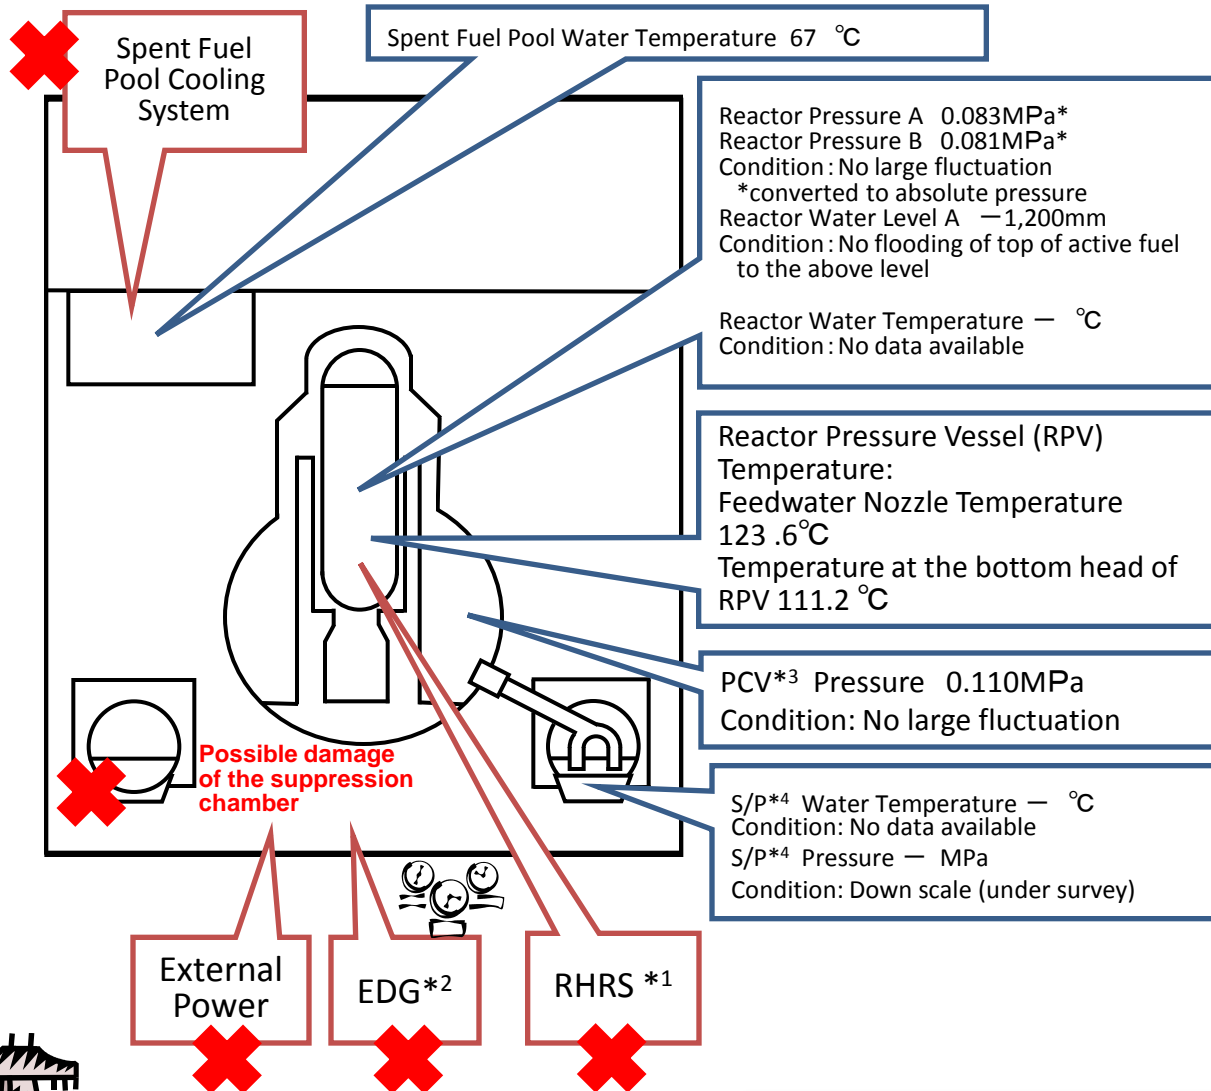 Spent Fuel
Pool Cooling
System
Spent Fuel Pool Water Temperature 67 ℃
Reactor Pressure A 0.083MPa*
Reactor Pressure B 0.081MPa*
Condition : No large fluctuation
*converted to absolute pressure
Reactor Water Level A －1,200mm
Condition : No flooding of top of active fuel
to the above level
Reactor Water Temperature － ℃
Condition : No data available
Reactor Pressure Vessel (RPV)
Temperature:
Feedwater Nozzle Temperature
123 .6℃
Temperature at the bottom head of
RPV 111.2 ℃
PCV*3 Pressure 0.110MPa
Condition: No large fluctuation
Possible damage
of the suppression
chamber
S/P*4 Water Temperature － ℃
Condition: No data available
S/P*4 Pressure － MPa
Condition: Down scale (under survey)
External
Power
EDG*2
RHRS *1